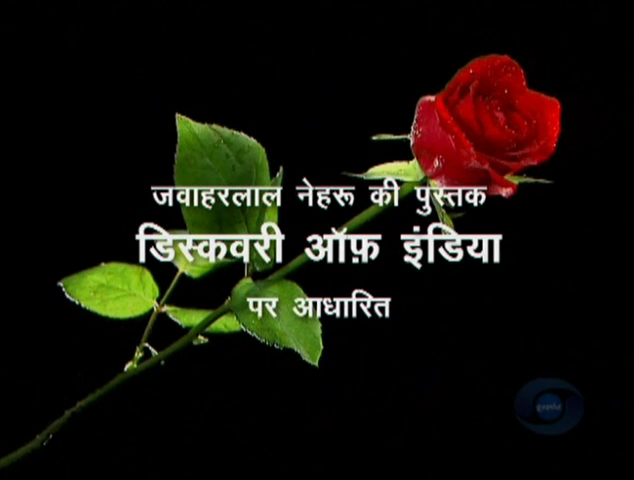 जवाहरलाल नेहरू की पुस्तक
डिस्कवरी ऑफ़ इंडिया
पर आधारित